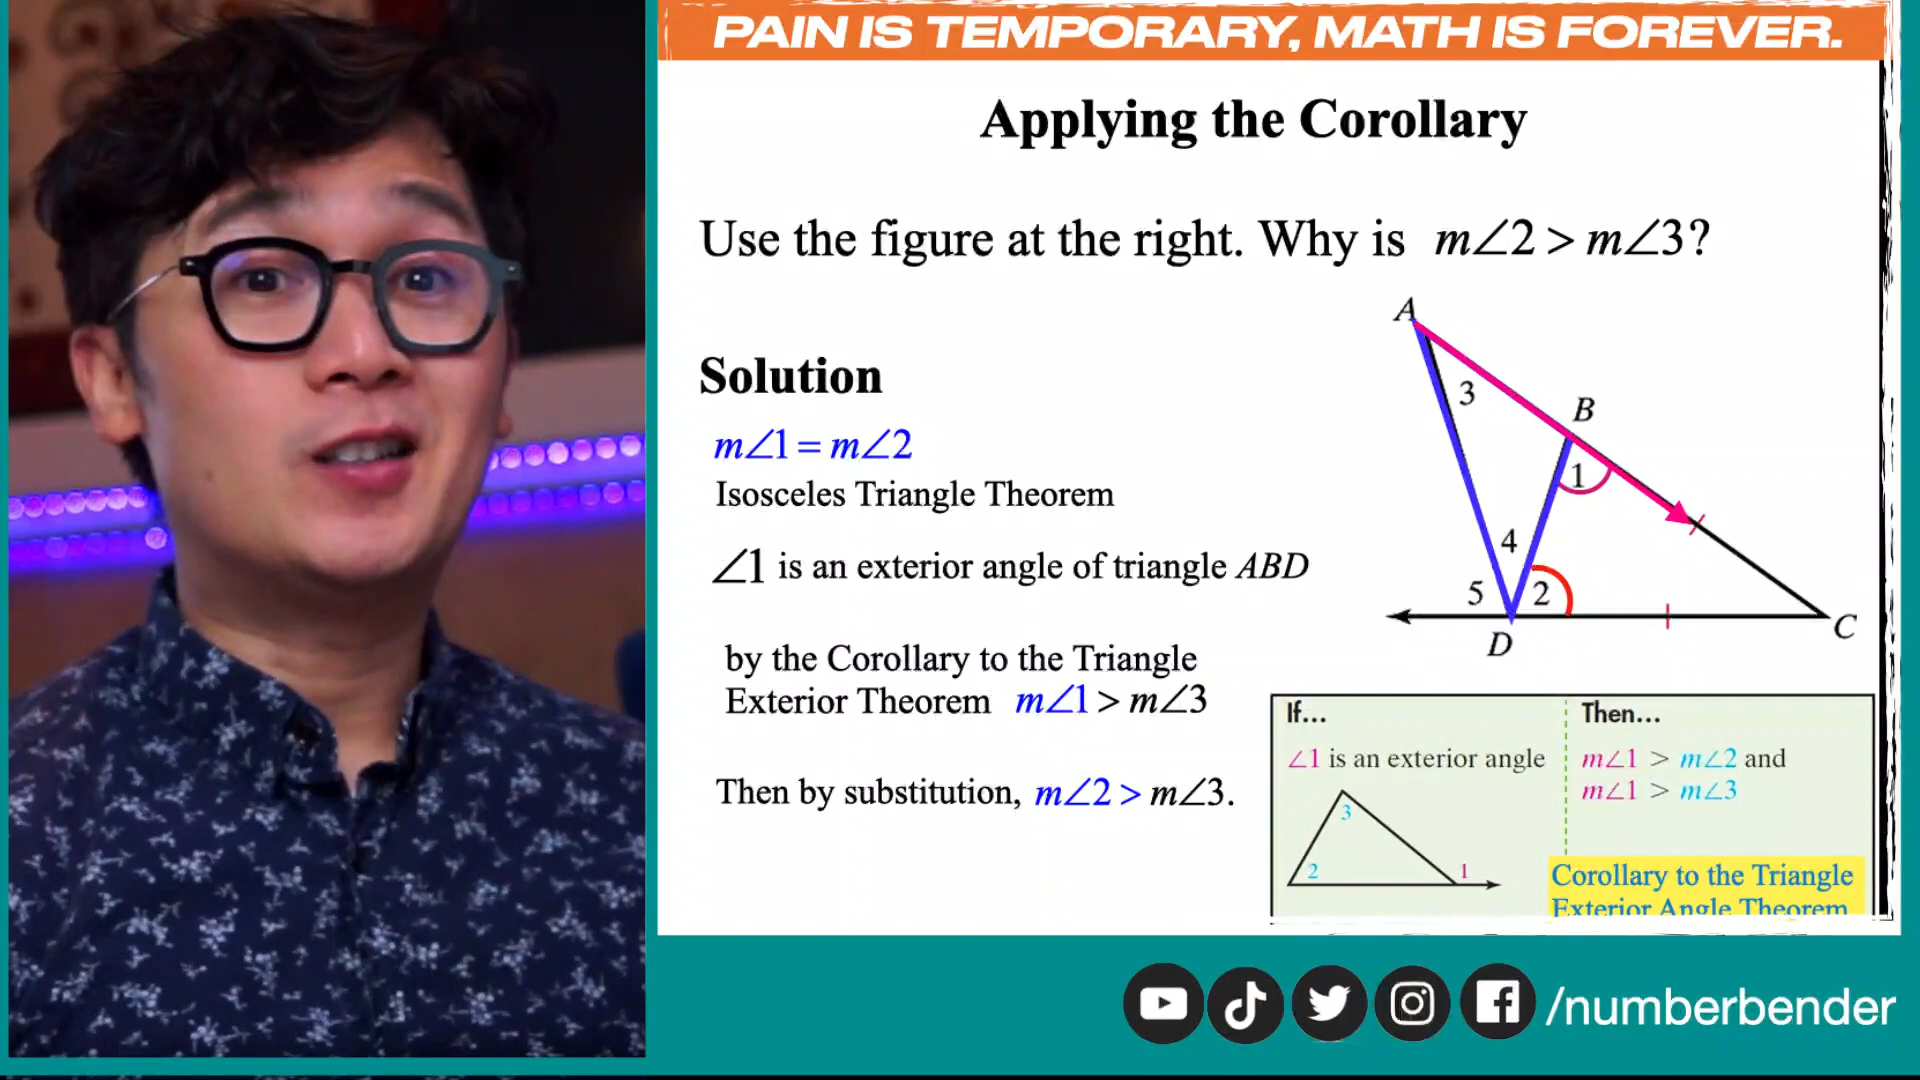 PAIN IS TEMPORARY, MATH IS FOREVER.
Applying the Corollary
Use the figure at the right. Why is m∠2 > m∠3?
Solution
m∠1 = m∠2
Isosceles Triangle Theorem
∠1 is an exterior angle of triangle ABD
by the Corollary to the Triangle
Exterior Theorem m∠1 > m∠3
Then by substitution, m∠2 > m∠3.
A
3
B
1
4
5
2
D
C
If...
∠1 is an exterior angle
3
2
1
Then...
m∠1 > m∠2 and
m∠1 > m∠3
Corollary to the Triangle
Exterior Angle Theorem
/numberbender